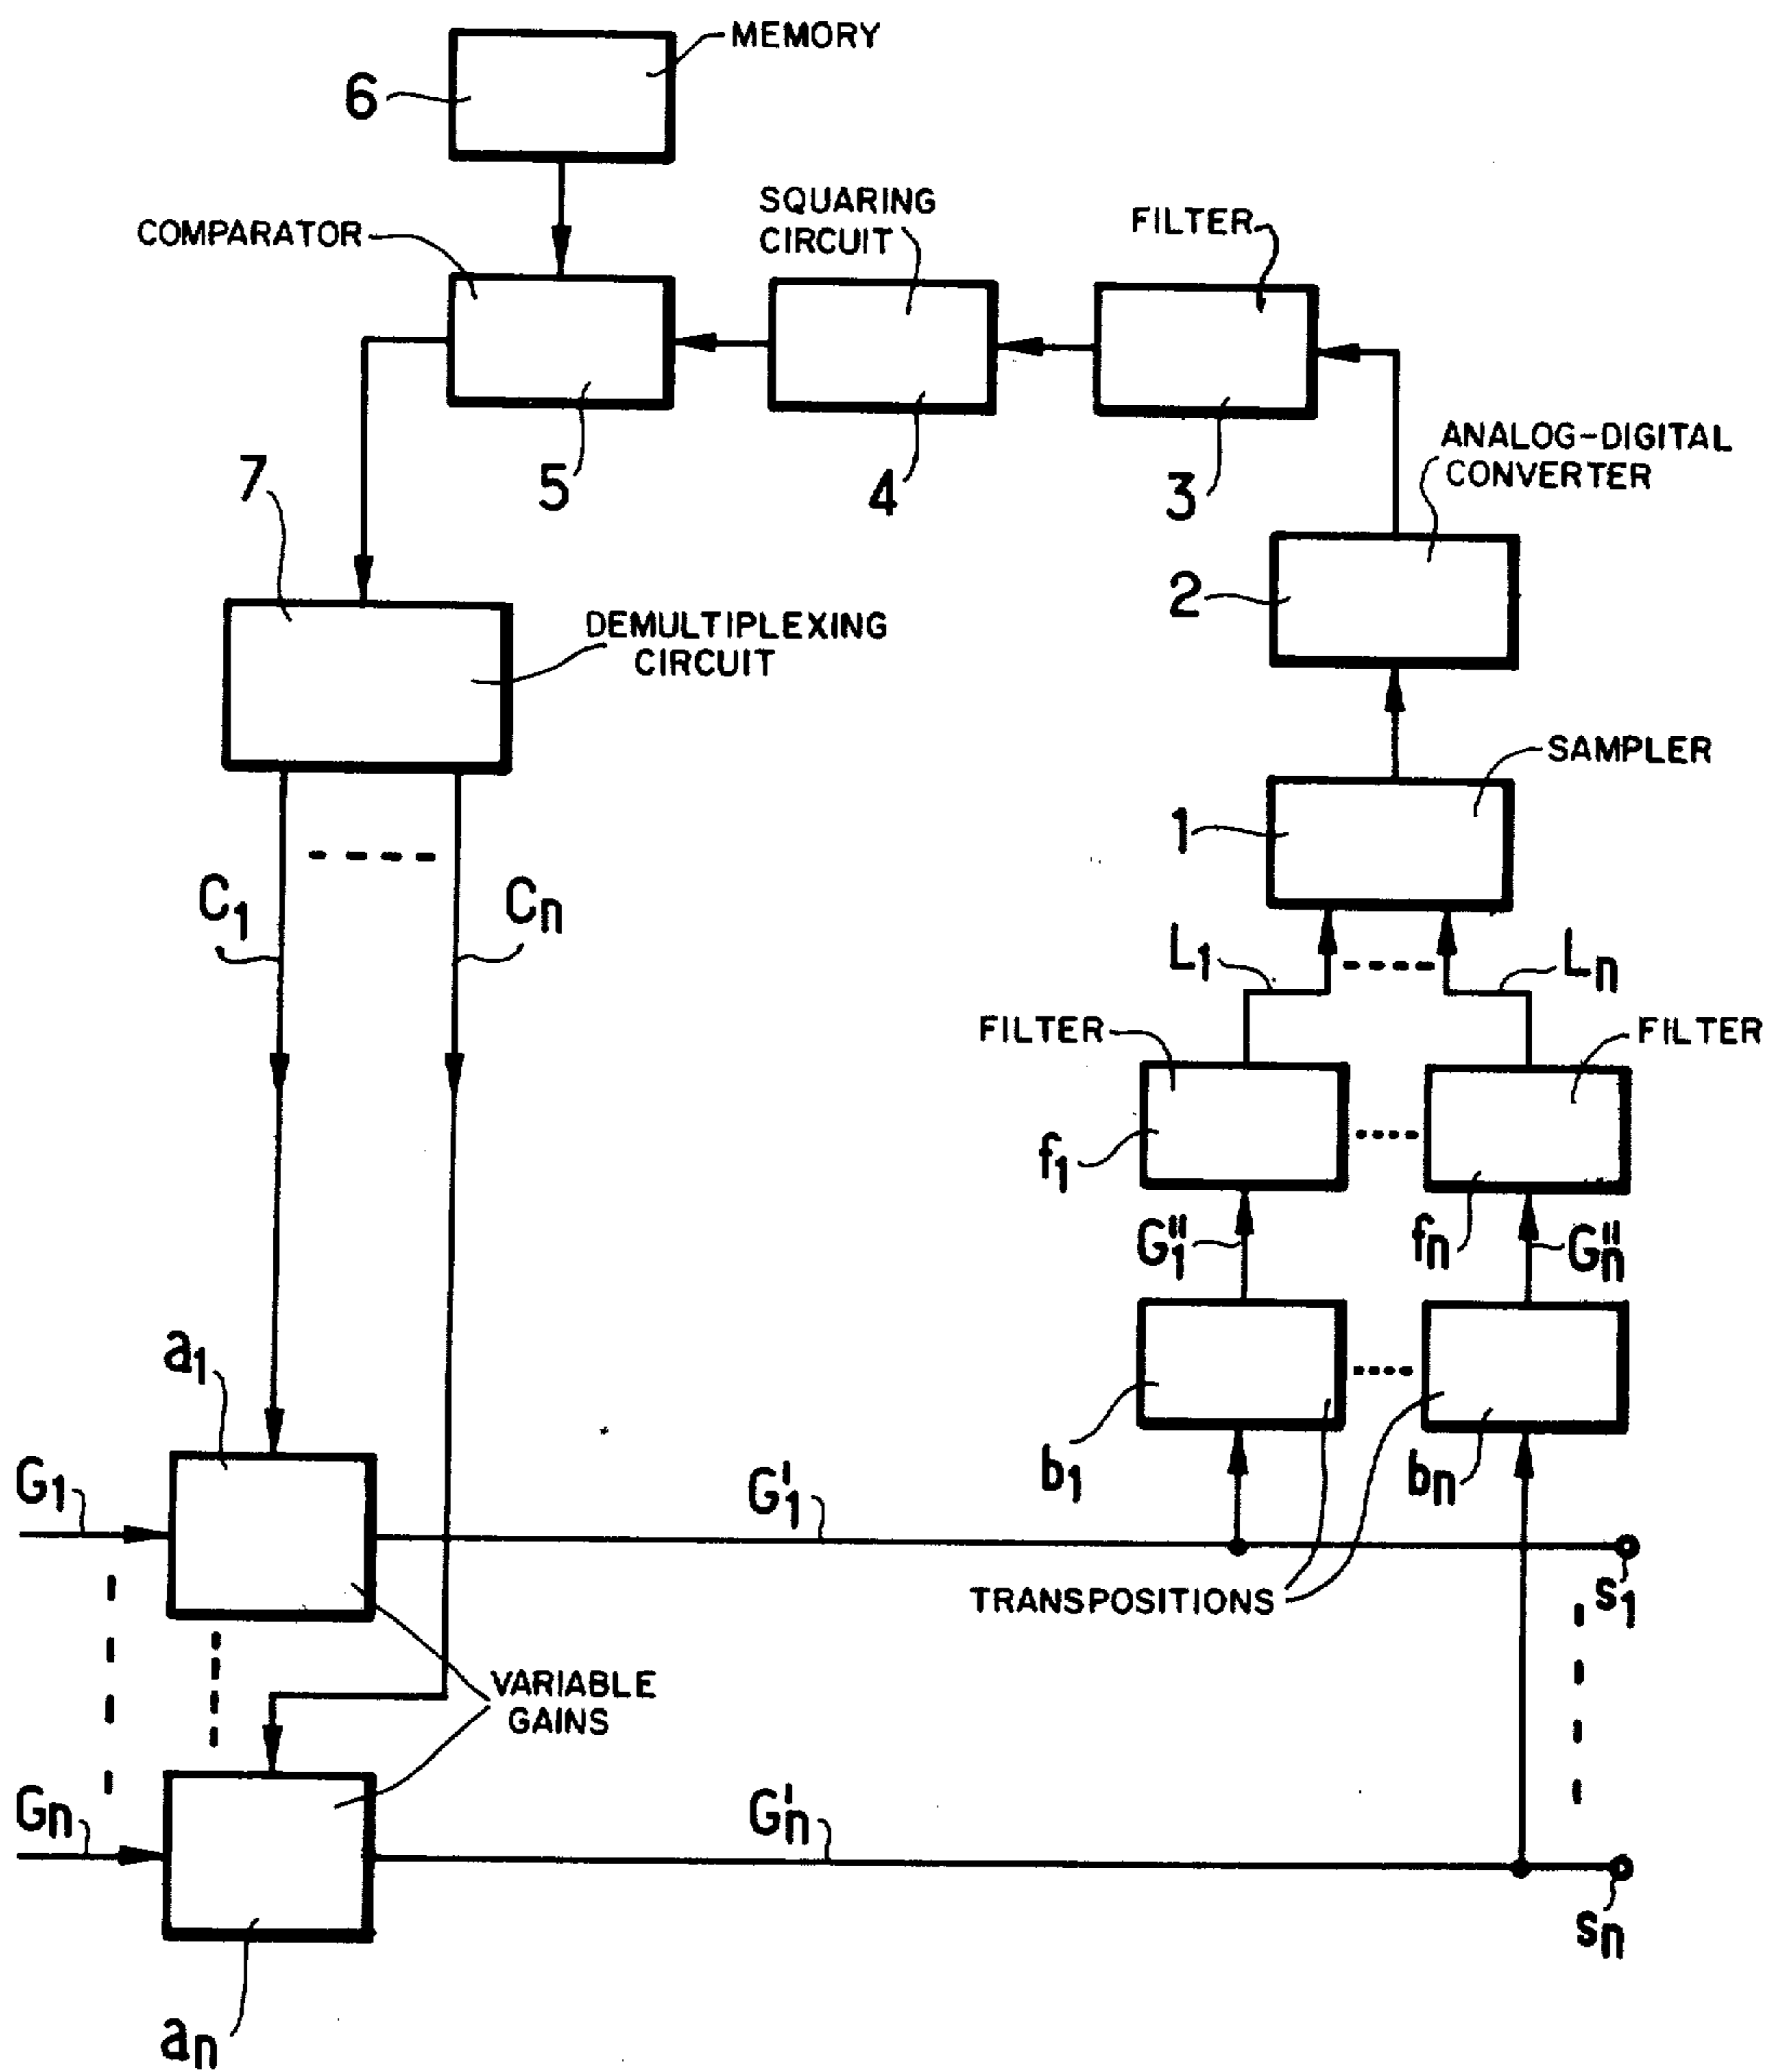 MEMORY
6
SQUARING
CIRCUIT
FILTER
COMPARATOR
ANALOG-DIGITAL
CONVERTER
7
5
4
3
2
DEMULTIPLEXING
CIRCUIT
SAMPLER
1
C1
Cn
L1
Ln
FILTER
FILTER
f1
fn
G"1
G"n
a1
b1
bn
G1
G'1
TRANSPOSITIONS
s1
VARIABLE
GAINS
Gn
G'n
sn
an